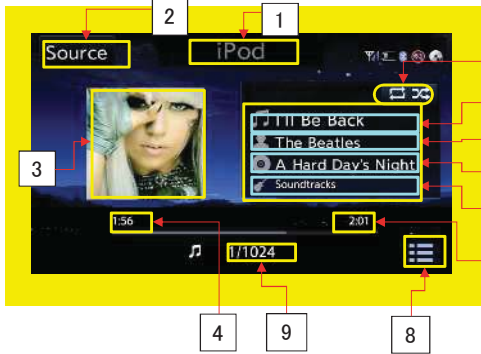 2
1
Source
iPod
I'll Be Back
The Beatles
3
A Hard Day's Night
Soundtracks
1:56
2:01
1/1024
4
9
8